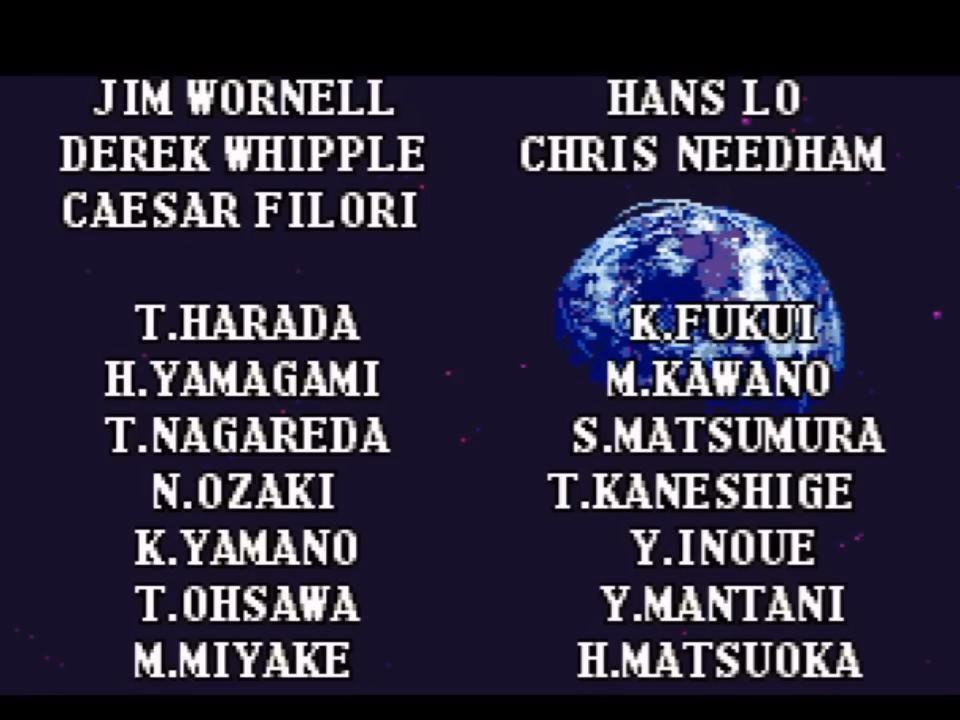 JIM WORNELL HANS LO
DEREK WHIPPLE CHRIS NEEDHAM
CAESAR FILORI
T.HARADA K.FUKUI
H.YAMAGAMI M.KAWANO
T.NAGAREDA S.MATSUMURA
N.OZAKI T.KANESHIGE
K.YAMANO Y.INOUE
T.OHSAWA Y.MANTANI
M.MIYAKE H.MATSUOKA